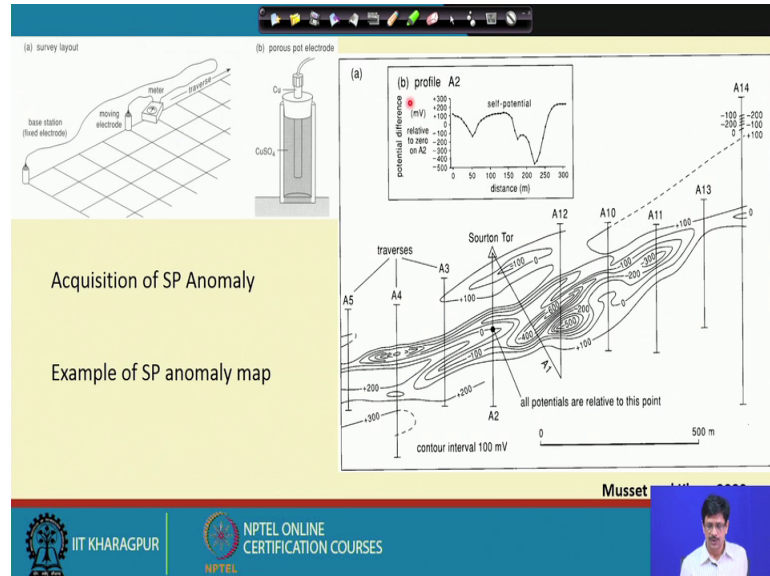 (a) survey layout
(b) porous pot electrode
meter
traverse
moving
electrode
base station
(fixed electrode)
Cu
CuSO₄
Acquisition of SP Anomaly
Example of SP anomaly map
(a)
(b) profile A2
potential difference
(mV)
relative
to zero
on A2
+300
+200
+100
0
-100
-200
-300
-400
-500
self-potential
0 50 100 150 200 250 300
distance (m)
A14
-100 -200
-200 -100
0 +100
A13
0
A12
A10
A11
+100
-100
-300
-200
0
Sourton Tor
-100
0
+100
traverses
A3
A4
A5
-600
-200
-500
-400
0
+100
-100
A1
+200
+200
+300
A2
all potentials are relative to this point
contour interval 100 mV
0 500 m
Musset
IIT KHARAGPUR
NPTEL
NPTEL ONLINE
CERTIFICATION COURSES